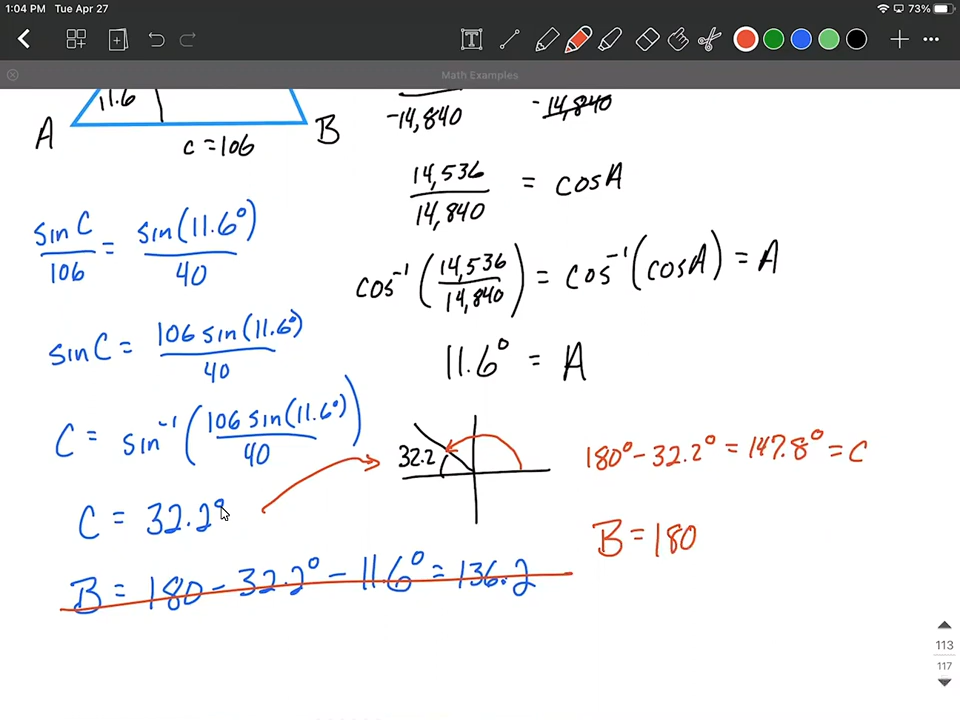 1:04 PM Tue Apr 27
73%
T
Math Examples
11.6
A
B
c = 106
-14,840
-14,840
14,536
14,840
= cosA
sin C
106
=
sin(11.6°)
40
cos⁻¹(14,536/14,840) = cos⁻¹(cosA) = A
sinC = 106 sin(11.6°)
40
11.6° = A
C = sin⁻¹(106 sin(11.6°)/40)
32.2
180° - 32.2° = 147.8° = C
C = 32.2°
B = 180
B = 180 - 32.2° - 11.6° = 136.2
113
117